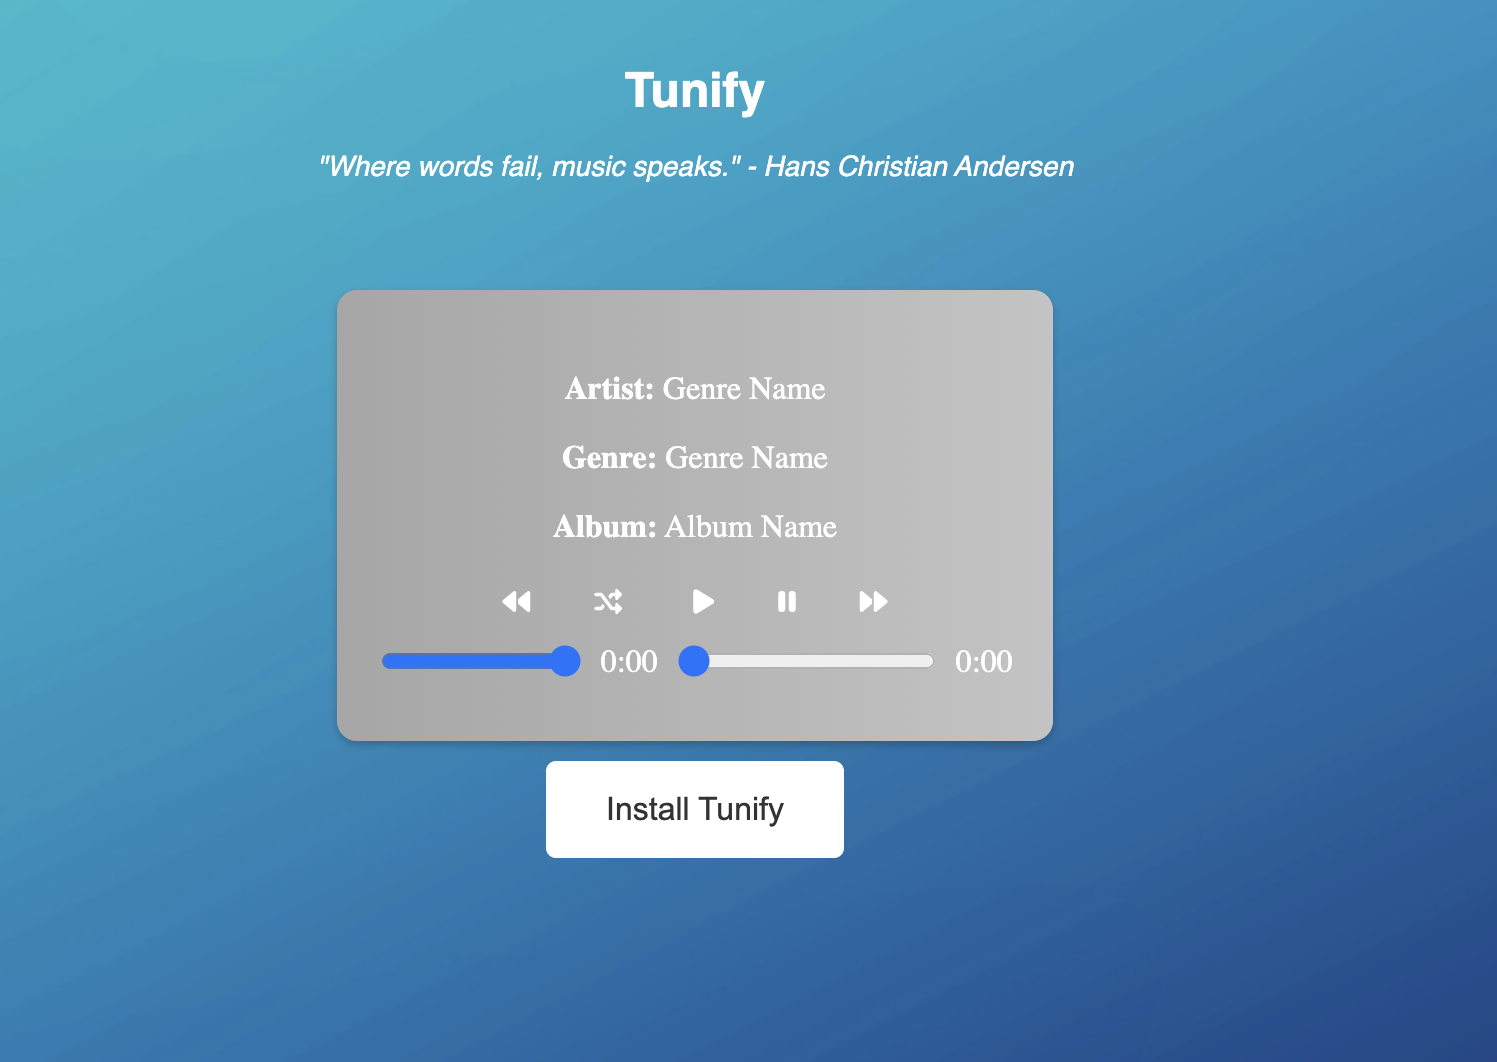 Tunify
"Where words fail, music speaks." - Hans Christian Andersen
Artist: Genre Name
Genre: Genre Name
Album: Album Name
0:00 0:00
Install Tunify